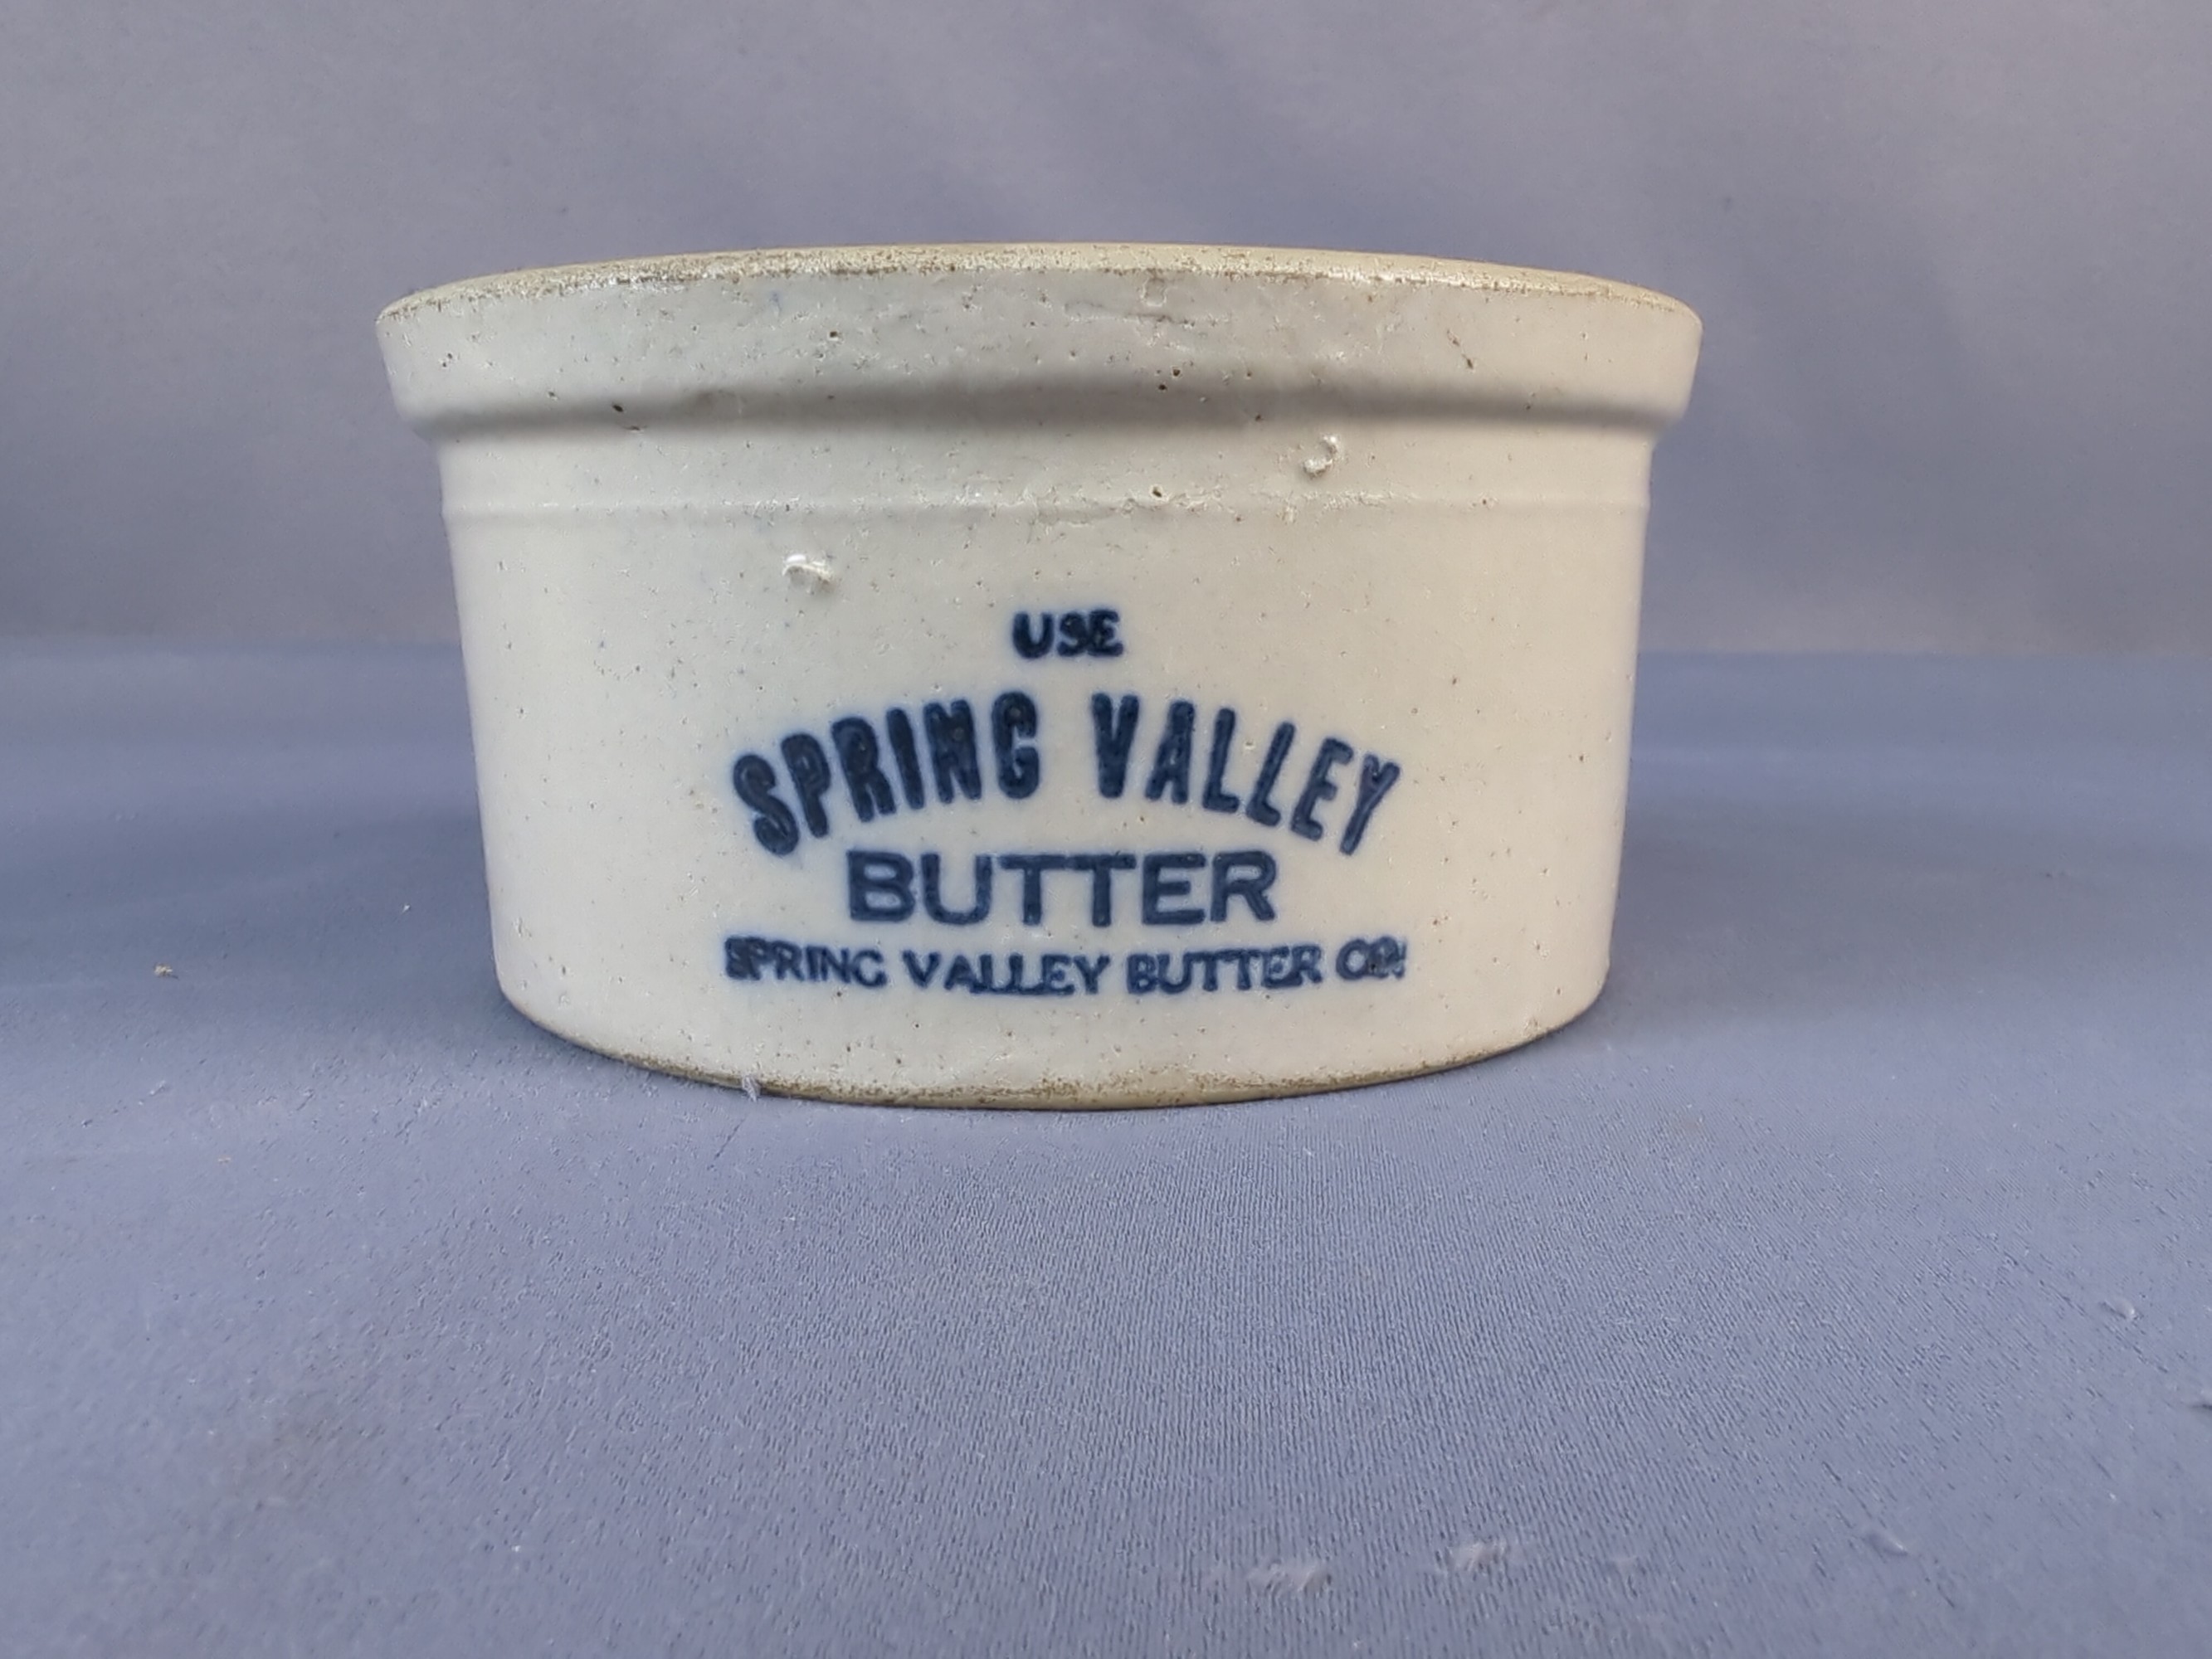 USE
SPRING VALLEY
BUTTER
SPRING VALLEY BUTTER CO.